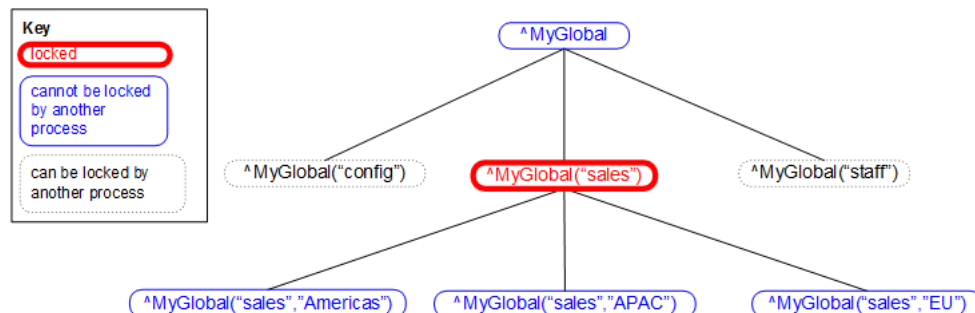 Key
locked
cannot be locked
by another
process
can be locked by
another process
^MyGlobal
^MyGlobal(“config”)
^MyGlobal(“sales”)
^MyGlobal(“staff”)
^MyGlobal(“sales”,”Americas”)
^MyGlobal(“sales”,”APAC”)
^MyGlobal(“sales”,”EU”)